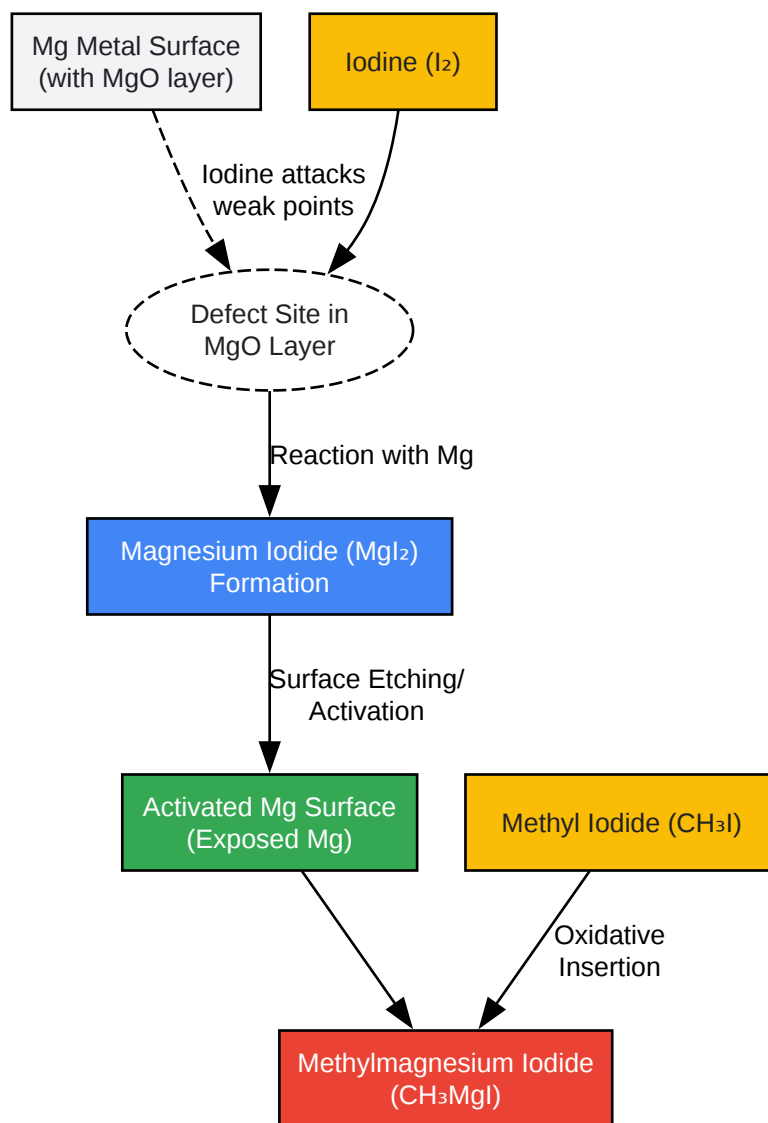 Mg Metal Surface
(with MgO layer)
Iodine (I₂)
Iodine attacks
weak points
Defect Site in
MgO Layer
Reaction with Mg
Magnesium Iodide (MgI₂)
Formation
Surface Etching/
Activation
Activated Mg Surface
(Exposed Mg)
Methyl Iodide (CH₃I)
Oxidative
Insertion
Methylmagnesium Iodide
(CH₃MgI)